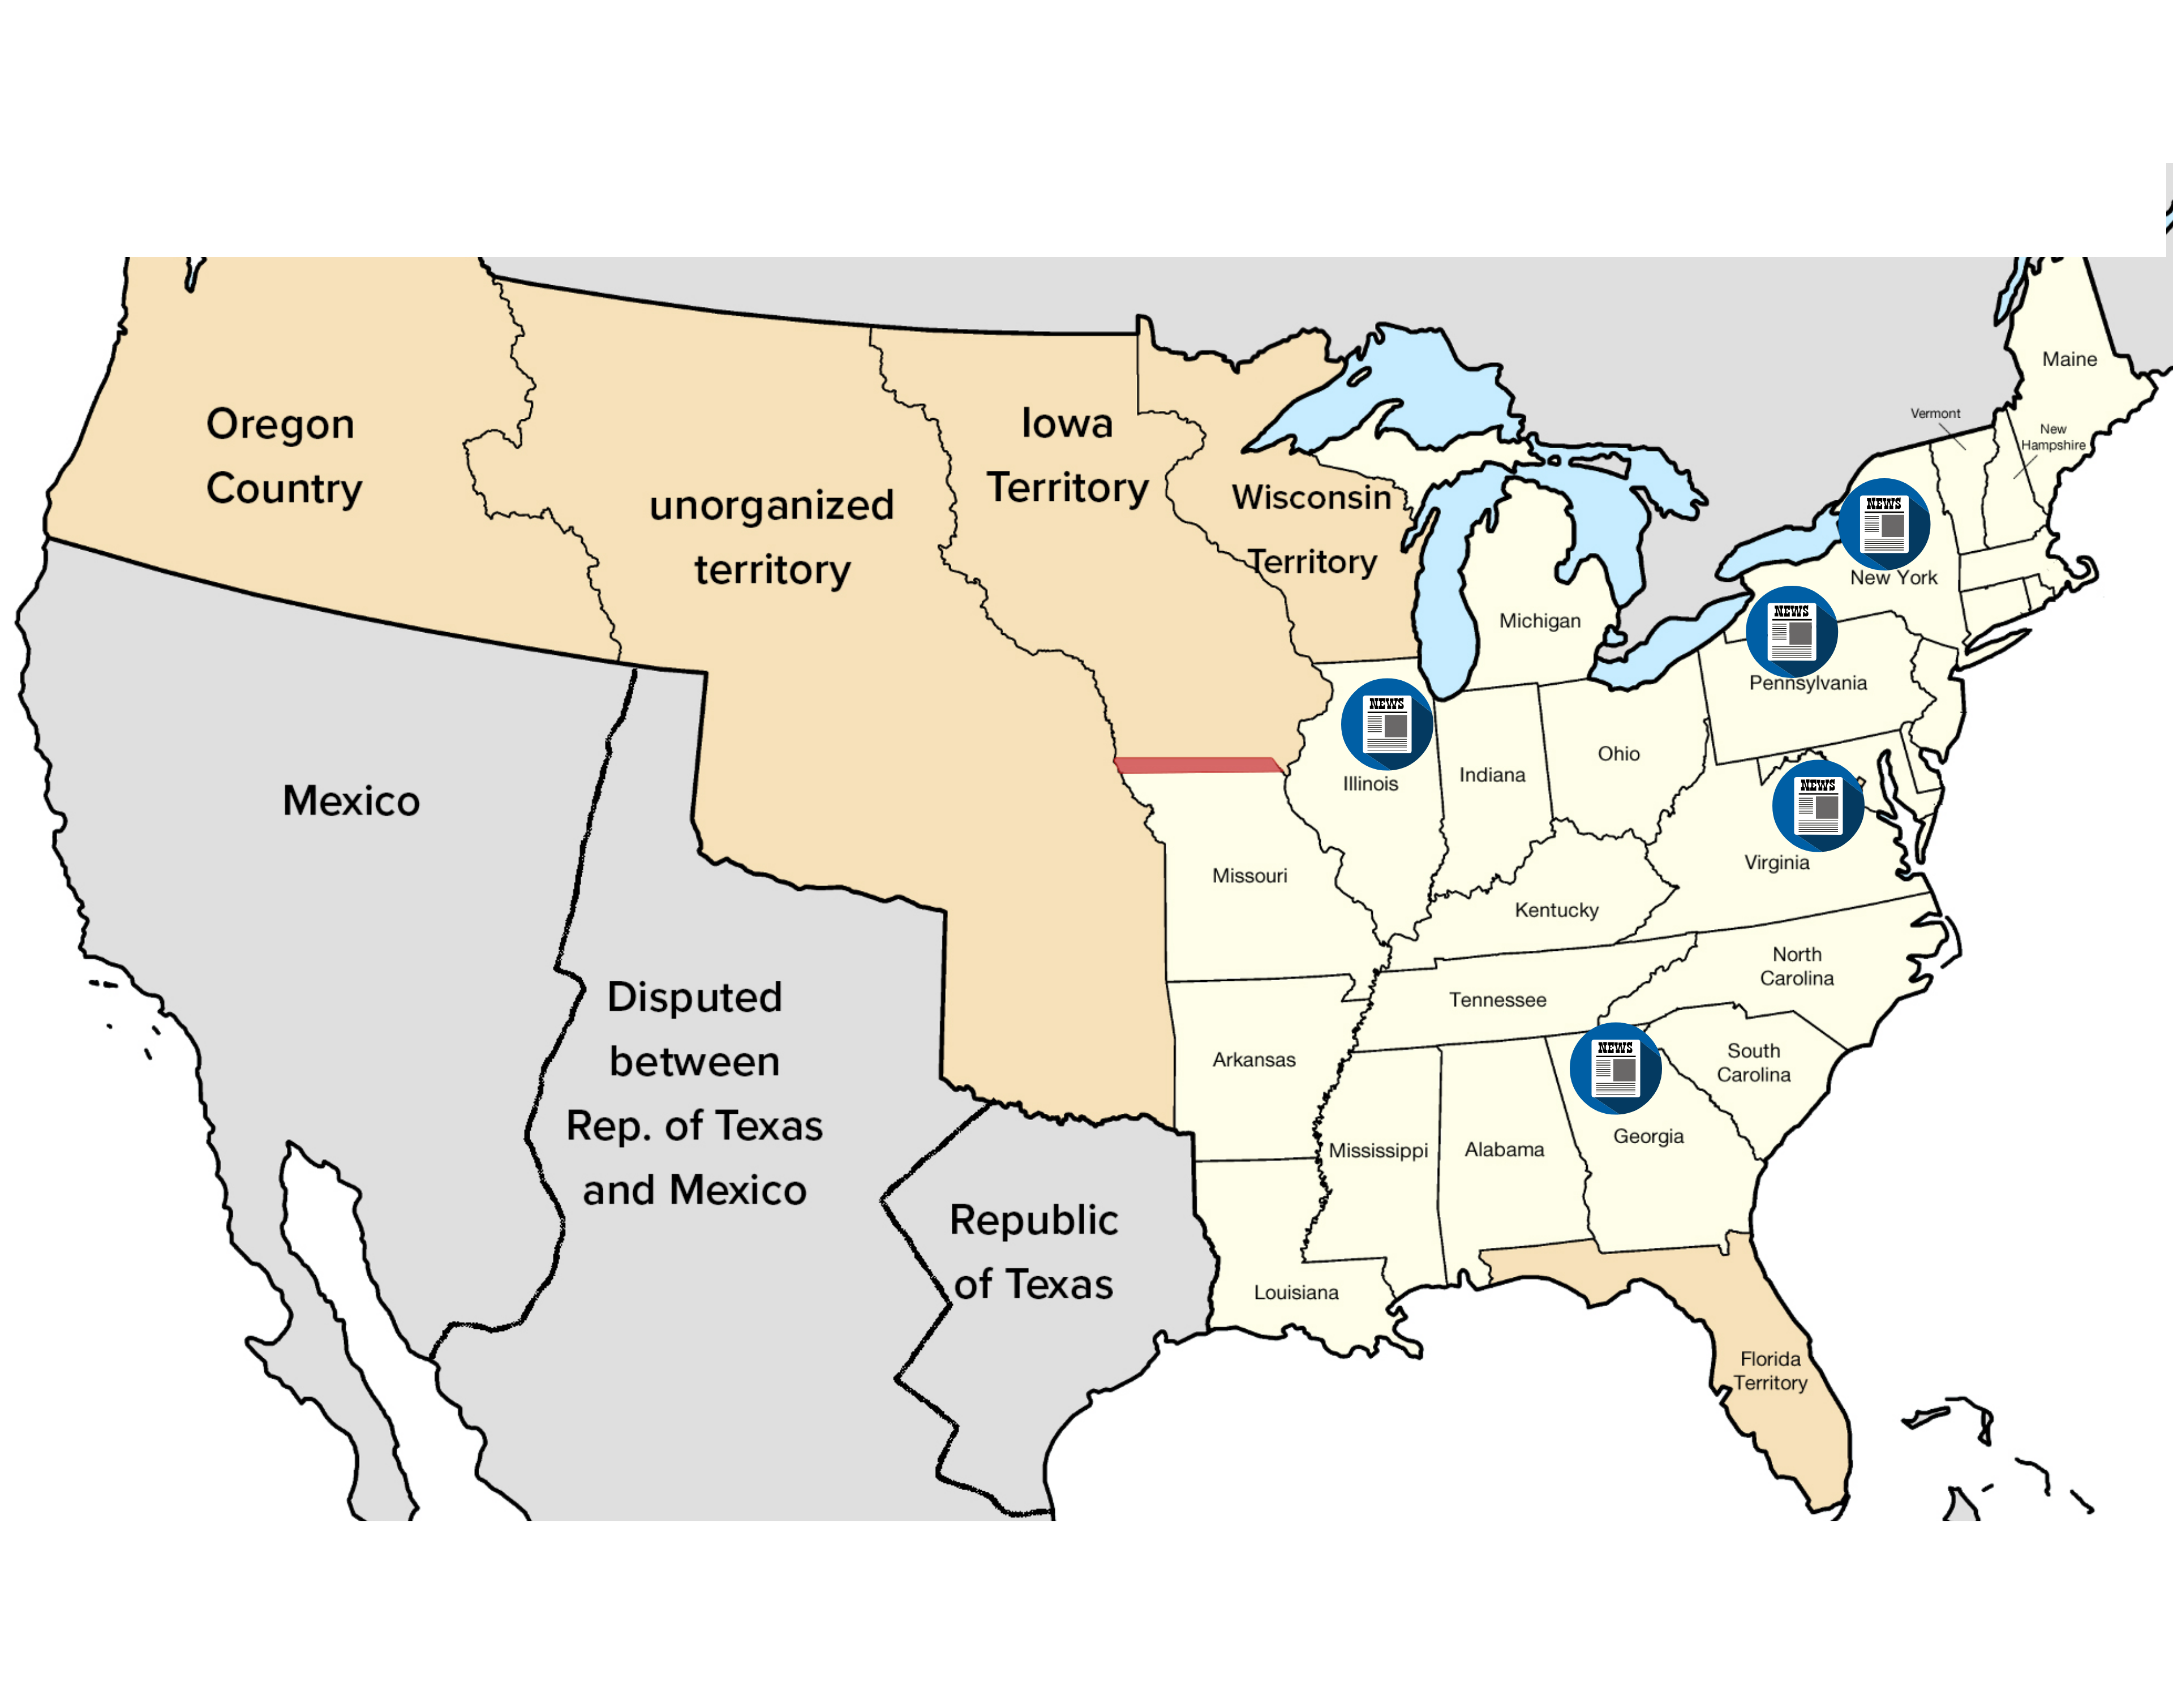 Maine
Vermont
New
Hampshire
Oregon
Country
Iowa
Territory
unorganized
territory
Wisconsin
Territory
NEWS
New York
Michigan
NEWS
Pennsylvania
NEWS
Illinois
Indiana
Ohio
Mexico
NEWS
Virginia
Missouri
Kentucky
North
Carolina
Disputed
between
Rep. of Texas
and Mexico
Tennessee
Arkansas
NEWS
Georgia
South
Carolina
Mississippi
Alabama
Republic
of Texas
Louisiana
Florida
Territory